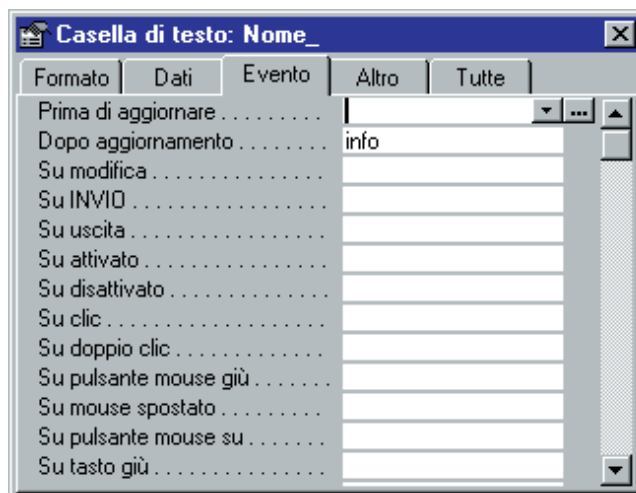 Casella di testo: Nome_
Formato Dati Evento Altro Tutte
Prima di aggiornare . . . . . . . . .
Dopo aggiornamento . . . . . . . . info
Su modifica . . . . . . . . . . . . . . .
Su INVIO . . . . . . . . . . . . . . . .
Su uscita . . . . . . . . . . . . . . . . .
Su attivato . . . . . . . . . . . . . . . .
Su disattivato . . . . . . . . . . . . . .
Su clic . . . . . . . . . . . . . . . . . . .
Su doppio clic . . . . . . . . . . . . .
Su pulsante mouse giù . . . . . . .
Su mouse spostato . . . . . . . . .
Su pulsante mouse su . . . . . . .
Su tasto giù . . . . . . . . . . . . . . .